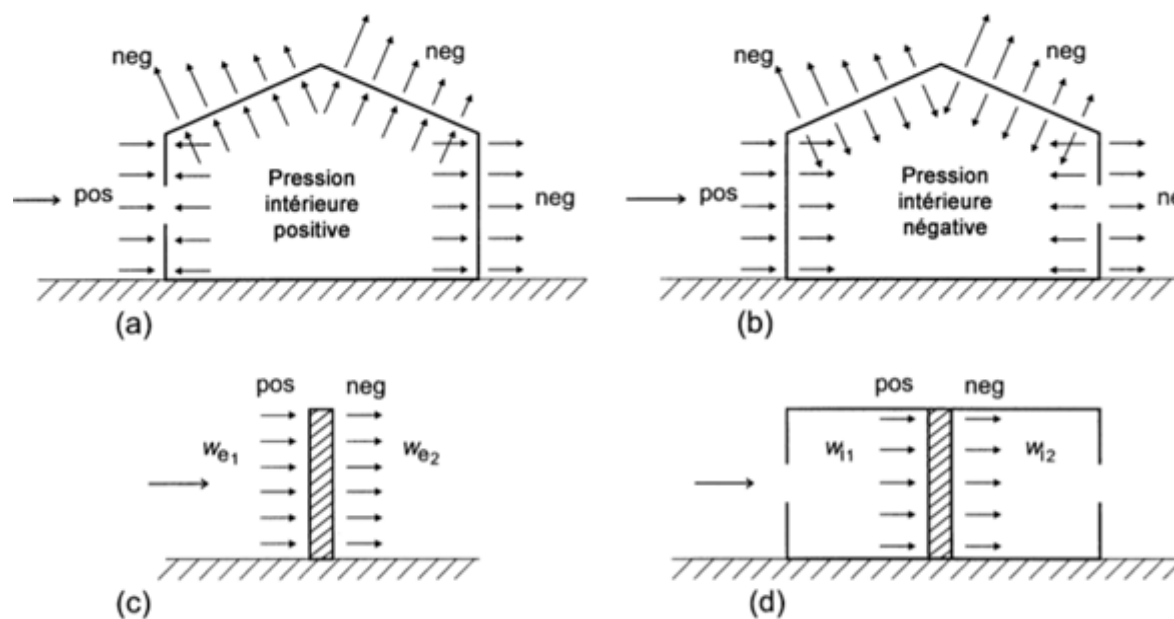 neg
neg
pos
Pression
intérieure
positive
neg
(a)
neg
neg
pos
Pression
intérieure
négative
ne
(b)
pos
neg
we1
we2
(c)
pos
neg
wi1
wi2
(d)